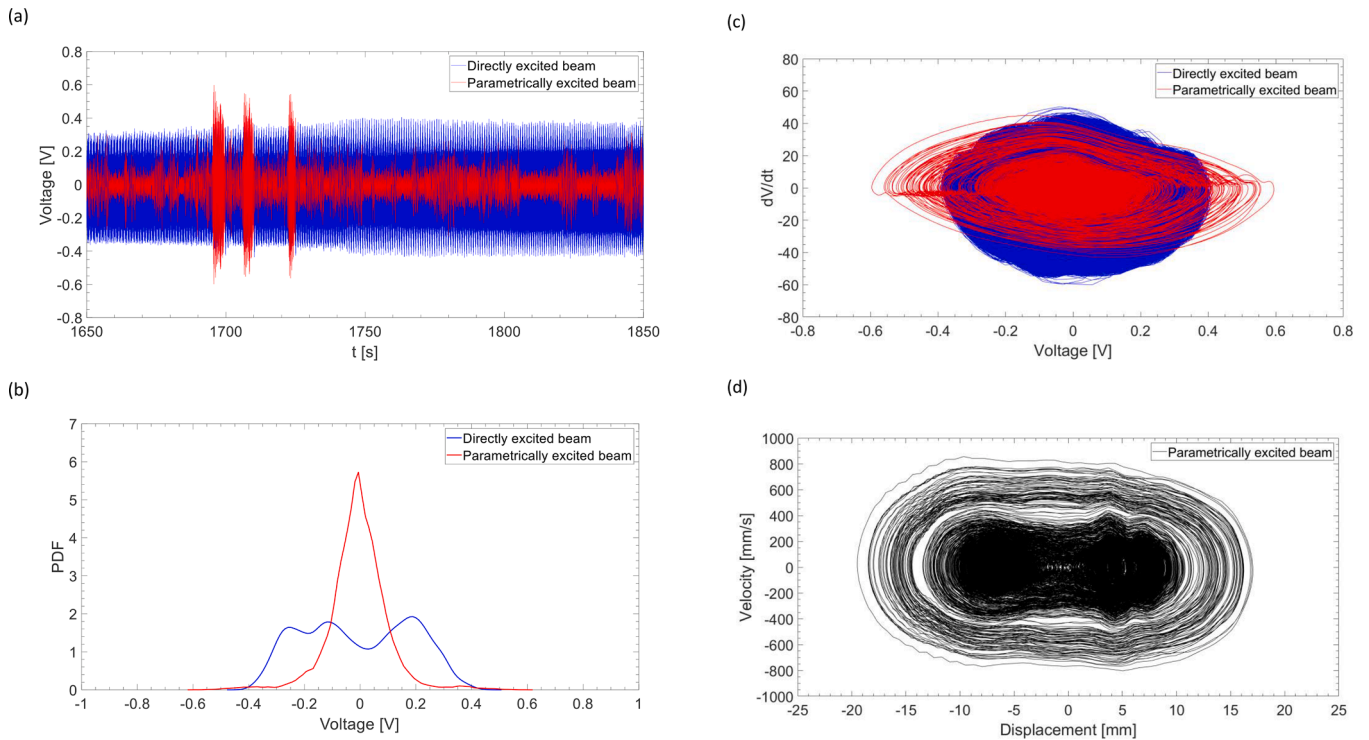 (a)
0.8
0.6
0.4
0.2
0
-0.2
-0.4
-0.6
-0.8
Voltage [V]
Directly excited beam
Parametrically excited beam
1650 1700 1750 1800 1850
t [s]
(b)
7
6
5
4
3
2
1
0
PDF
Directly excited beam
Parametrically excited beam
-1 -0.8 -0.6 -0.4 -0.2 0 0.2 0.4 0.6 0.8 1
Voltage [V]
(c)
80
60
40
20
0
-20
-40
-60
-80
dV/dt
Directly excited beam
Parametrically excited beam
-0.8 -0.6 -0.4 -0.2 0 0.2 0.4 0.6 0.8
Voltage [V]
(d)
1000
800
600
400
200
0
-200
-400
-600
-800
-1000
Velocity [mm/s]
Parametrically excited beam
-25 -20 -15 -10 -5 0 5 10 15 20 25
Displacement [mm]